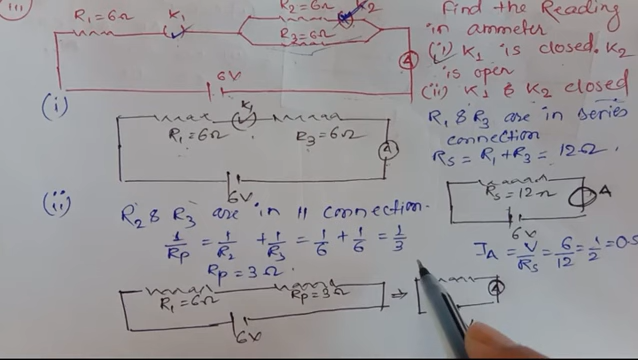 iii)
R₁=6Ω K₁ R₂=6Ω K₂
R₃=6Ω
A
6V
Find the Reading
in ammeter
(i) K₁ is closed. K₂
is open
(ii) K₁ & K₂ closed
(i)
K₁
R₁=6Ω R₃=6Ω
A
6V
R₁ & R₃ are in series
connection
Rs = R₁+R₃ = 12Ω.
Rs=12Ω
A
6V
IA = V/Rs = 6/12 = 1/2 = 0.5
(ii)
R₂ & R₃ are in || connection.
1/Rp = 1/R₂ + 1/R₃ = 1/6 + 1/6 = 1/3
Rp = 3Ω
R₁=6Ω Rp=3Ω ⇒
A
6V